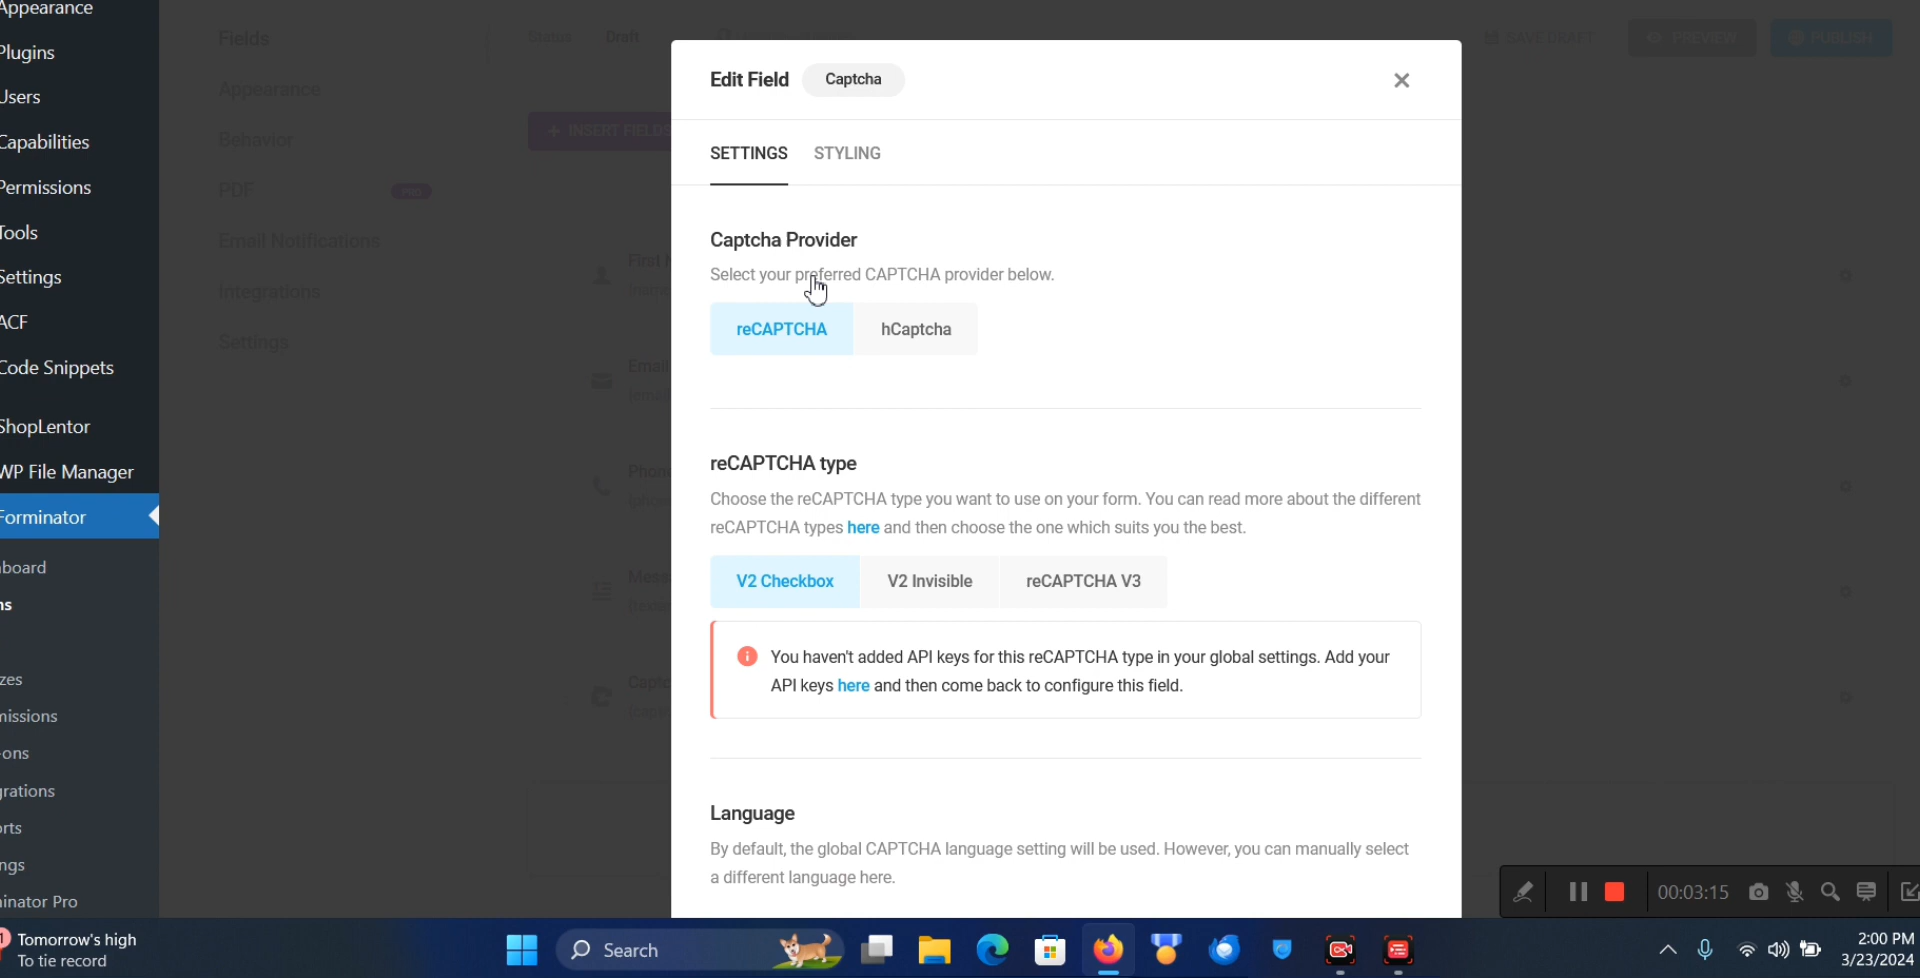 Appearance
Plugins
Users
Capabilities
Permissions
Tools
Settings
ACF
Code Snippets
ShopLentor
WP File Manager
Forminator
board
ns
zes
missions
-ons
grations
orts
ngs
inator Pro
Fields
Appearance
Behavior
PDF
Email Notifications
Integrations
Settings
Status Draft
SAVE DRAFT
PREVIEW
PUBLISH
+ INSERT FIELDS
First N
Email
Phone
Messa
Captc
Edit Field Captcha
SETTINGS STYLING
Captcha Provider
Select your preferred CAPTCHA provider below.
reCAPTCHA hCaptcha
reCAPTCHA type
Choose the reCAPTCHA type you want to use on your form. You can read more about the different
reCAPTCHA types here and then choose the one which suits you the best.
V2 Checkbox V2 Invisible reCAPTCHA V3
You haven't added API keys for this reCAPTCHA type in your global settings. Add your
API keys here and then come back to configure this field.
Language
By default, the global CAPTCHA language setting will be used. However, you can manually select
a different language here.
00:03:15
1
Tomorrow's high
To tie record
Search
2:00 PM
3/23/2024